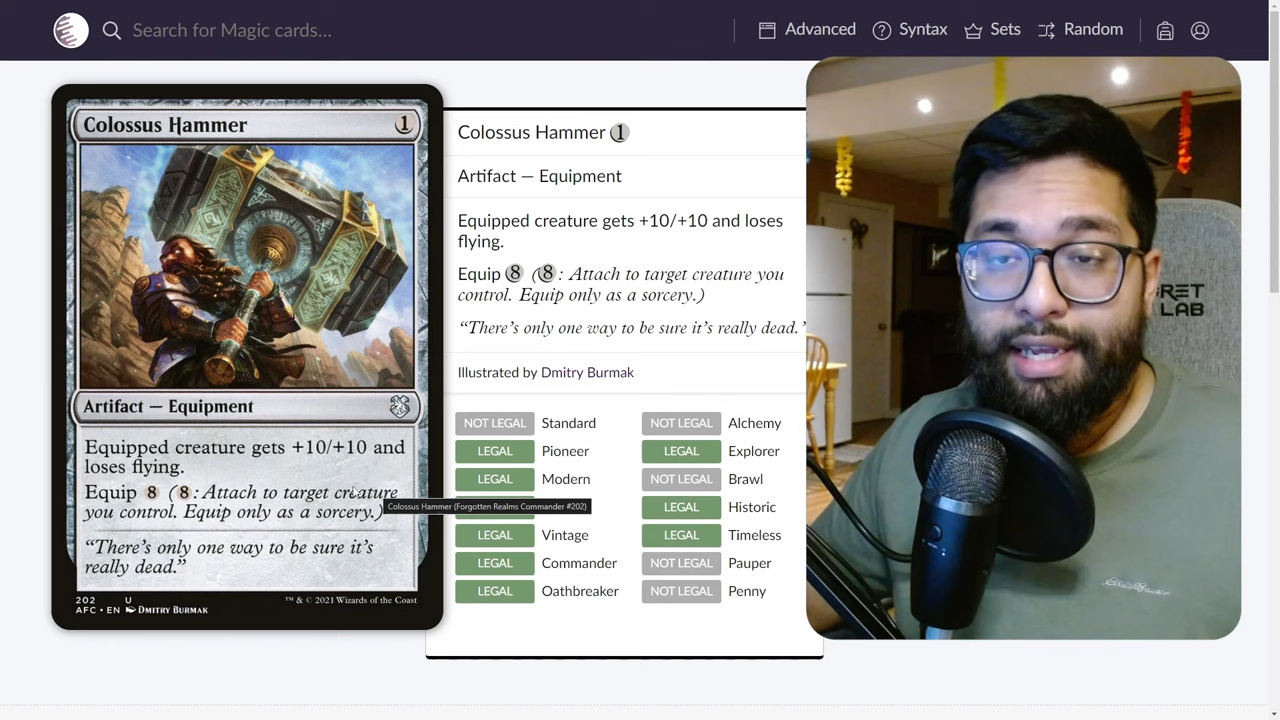 Search for Magic cards...
Advanced
Syntax
Sets
Random
Colossus Hammer 1
Artifact — Equipment
Equipped creature gets +10/+10 and
loses flying.
Equip 8 (8: Attach to target creature
you control. Equip only as a sorcery.)
“There’s only one way to be sure it’s
really dead.”
202 U
AFC • EN DMITRY BURMAK
™ & © 2021 Wizards of the Coast
Colossus Hammer 1
Artifact — Equipment
Equipped creature gets +10/+10 and loses
flying.
Equip 8 (8: Attach to target creature you
control. Equip only as a sorcery.)
“There’s only one way to be sure it’s really dead.”
Illustrated by Dmitry Burmak
NOT LEGAL Standard NOT LEGAL Alchemy
LEGAL Pioneer LEGAL Explorer
LEGAL Modern NOT LEGAL Brawl
Colossus Hammer (Forgotten Realms Commander #202)
LEGAL Historic
LEGAL Vintage LEGAL Timeless
LEGAL Commander NOT LEGAL Pauper
LEGAL Oathbreaker NOT LEGAL Penny
RET
LAB